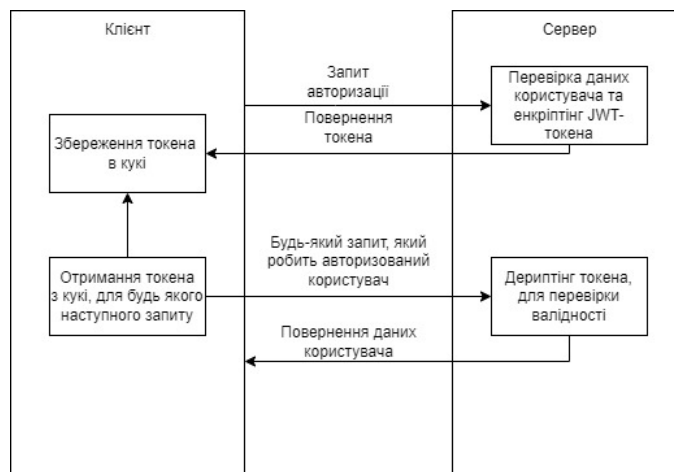 Клієнт
Сервер
Запит
авторизації
Перевірка даних
користувача та
енкріптінг JWT-
токена
Повернення
токена
Збереження токена
в кукі
Будь-який запит, який
робить авторизований
користувач
Отримання токена
з кукі, для будь якого
наступного запиту
Дериптінг токена,
для перевірки
валідності
Повернення даних
користувача